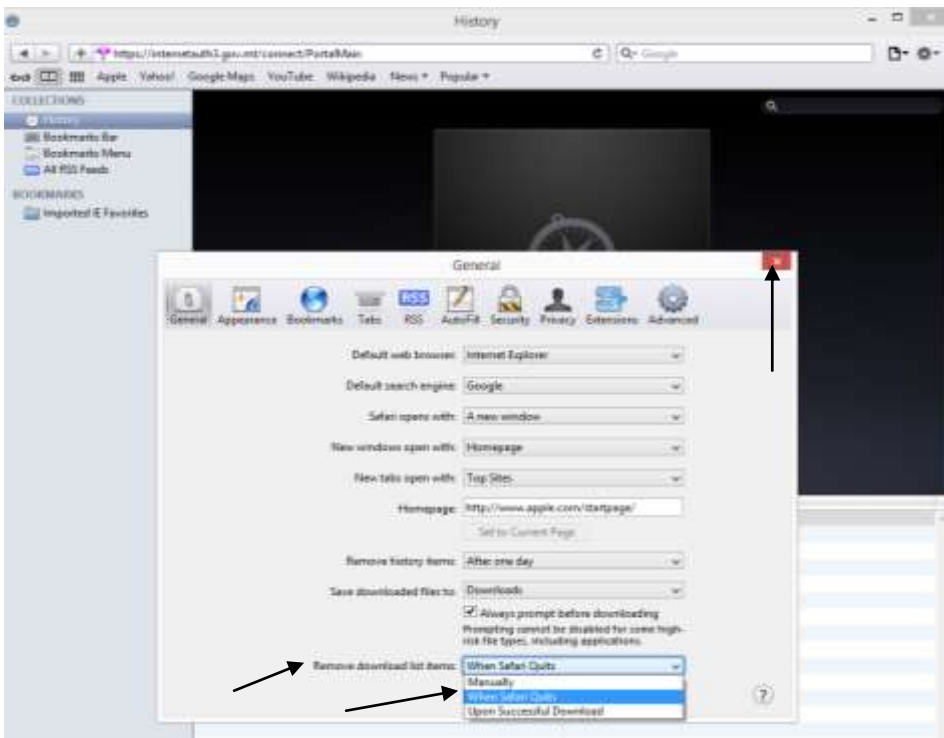 History
https://internetauth3.gov.mt/connect/PortalMain
Google
Apple Yahoo! Google Maps YouTube Wikipedia News Popular
COLLECTIONS
History
Bookmarks Bar
Bookmarks Menu
All RSS Feeds
BOOKMARKS
Imported IE Favorites
General
RSS
General Appearance Bookmarks Tabs RSS AutoFill Security Privacy Extensions Advanced
Default web browser: Internet Explorer
Default search engine: Google
Safari opens with: A new window
New windows open with: Homepage
New tabs open with: Top Sites
Homepage: http://www.apple.com/startpage/
Set to Current Page
Remove history items: After one day
Save downloaded files to: Downloads
Always prompt before downloading
Prompting cannot be disabled for some high-
risk file types, including applications.
Remove download list items: When Safari Quits
Manually
When Safari Quits
Upon Successful Download
?